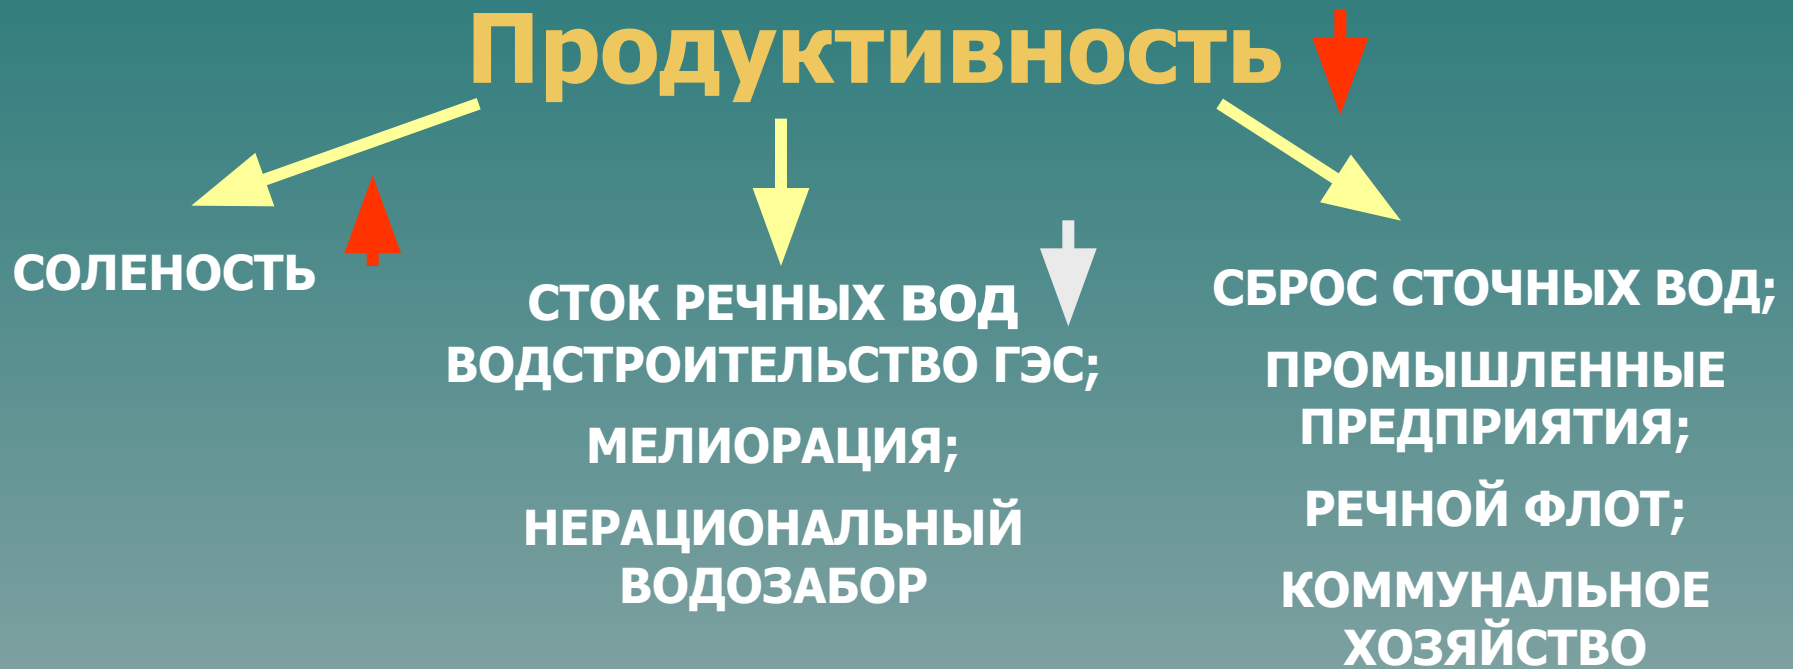 Продуктивность
СОЛЕНОСТЬ
СТОК РЕЧНЫХ ВОД
ВОДСТРОИТЕЛЬСТВО ГЭС;
МЕЛИОРАЦИЯ;
НЕРАЦИОНАЛЬНЫЙ
ВОДОЗАБОР
СБРОС СТОЧНЫХ ВОД;
ПРОМЫШЛЕННЫЕ
ПРЕДПРИЯТИЯ;
РЕЧНОЙ ФЛОТ;
КОММУНАЛЬНОЕ
ХОЗЯЙСТВО